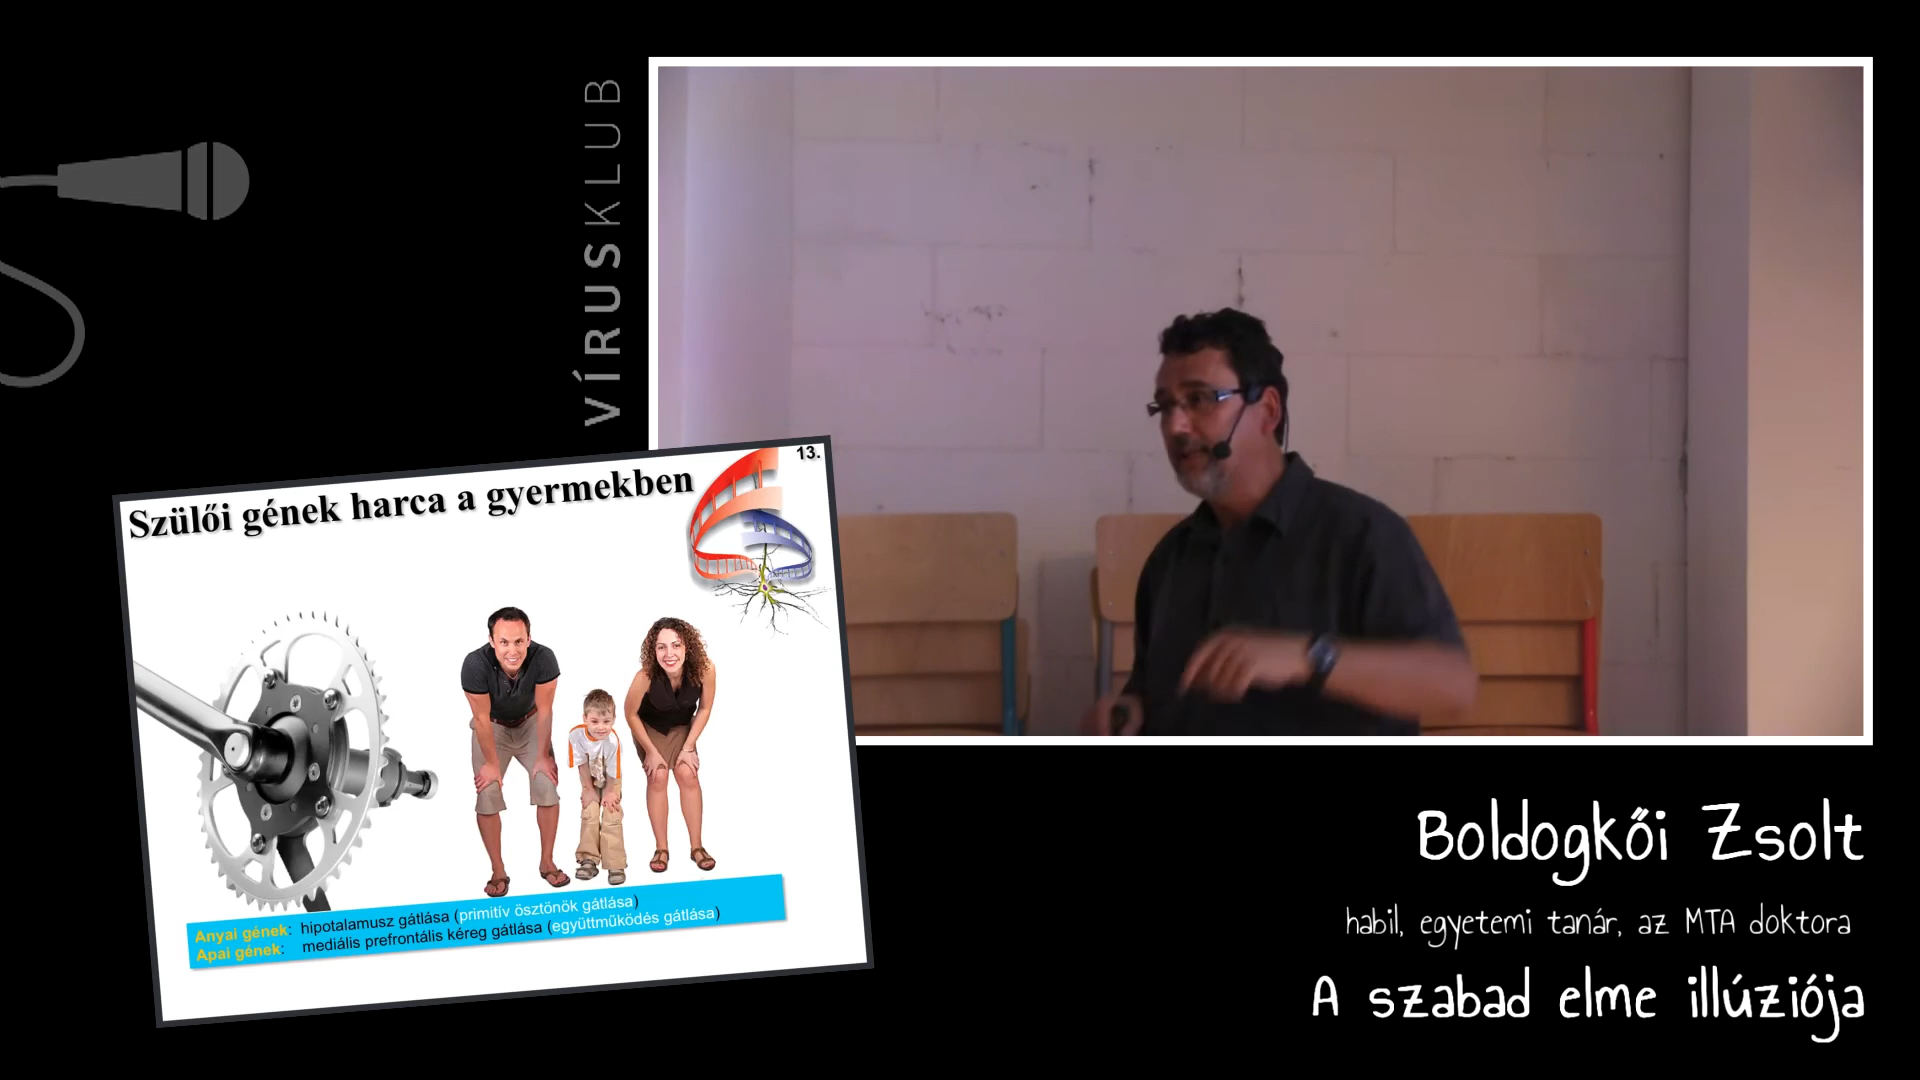 VÍRUSKLUB
13.
Szülői gének harca a gyermekben
Anyai gének: hipotalamusz gátlása (primitív ösztönök gátlása)
Apai gének: mediális prefrontális kéreg gátlása (együttműködés gátlása)
Boldogkői Zsolt
habil, egyetemi tanár, az MTA doktora
A szabad elme illúziója